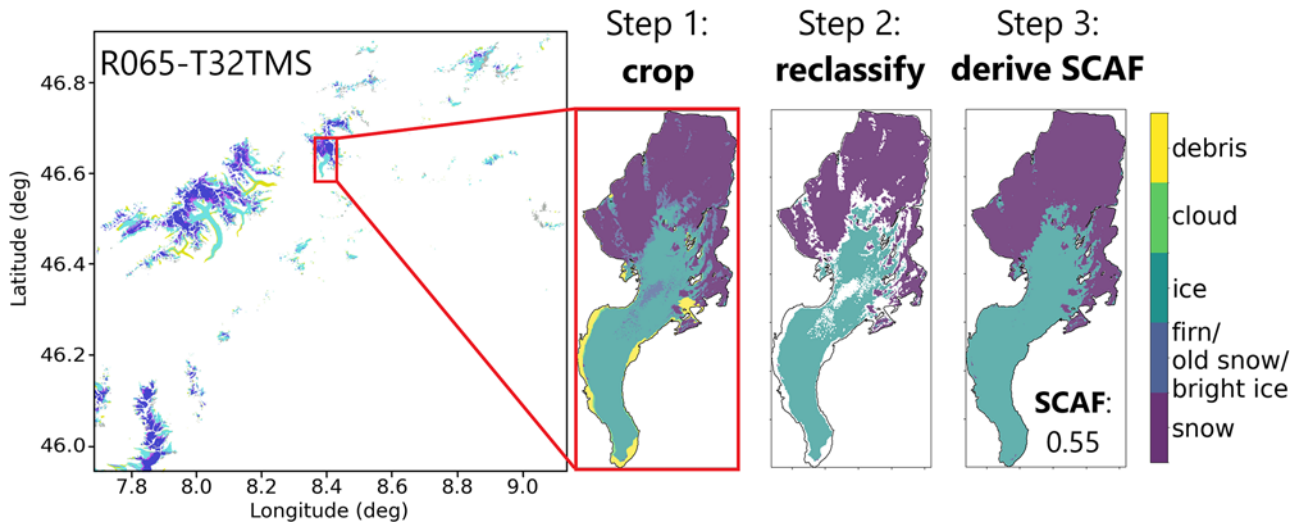 R065-T32TMS
Latitude (deg)
46.8
46.6
46.4
46.2
46.0
7.8 8.0 8.2 8.4 8.6 8.8 9.0
Longitude (deg)
Step 1:
crop
Step 2:
reclassify
Step 3:
derive SCAF
SCAF:
0.55
debris
cloud
ice
firn/
old snow/
bright ice
snow